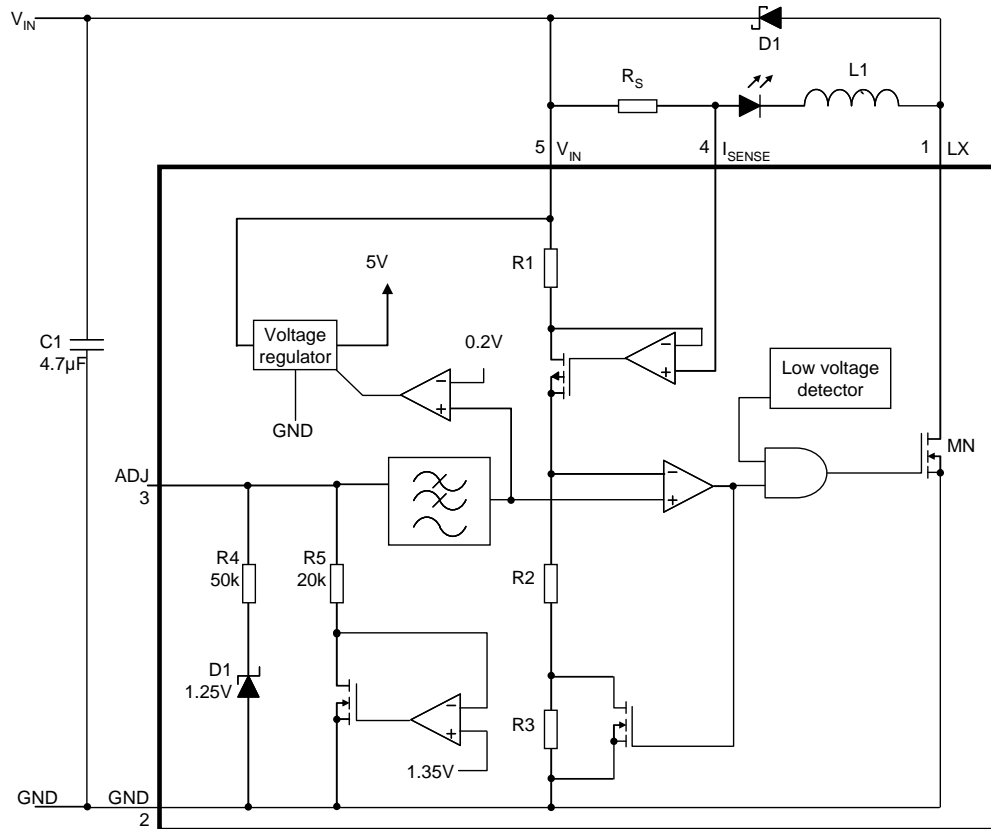 VIN
D1
RS
L1
5 VIN
4 ISENSE
1 LX
R1
5V
Voltage
regulator
0.2V
C1
4.7µF
Low voltage
detector
GND
MN
ADJ
3
R4
50k
R5
20k
R2
D1
1.25V
R3
1.35V
GND
GND
2